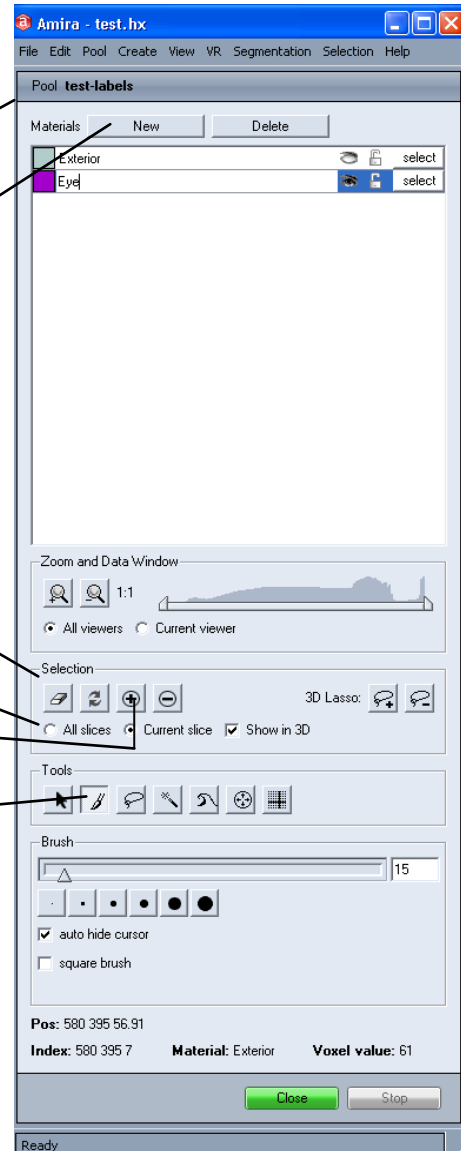 Amira - test.hx
File Edit Pool Create View VR Segmentation Selection Help
Pool test-labels
Materials New Delete
Exterior select
Eye select
Zoom and Data Window
1:1
All viewers Current viewer
Selection
3D Lasso:
All slices Current slice Show in 3D
Tools
Brush
15
auto hide cursor
square brush
Pos: 580 395 56.91
Index: 580 395 7 Material: Exterior Voxel value: 61
Close Stop
Ready